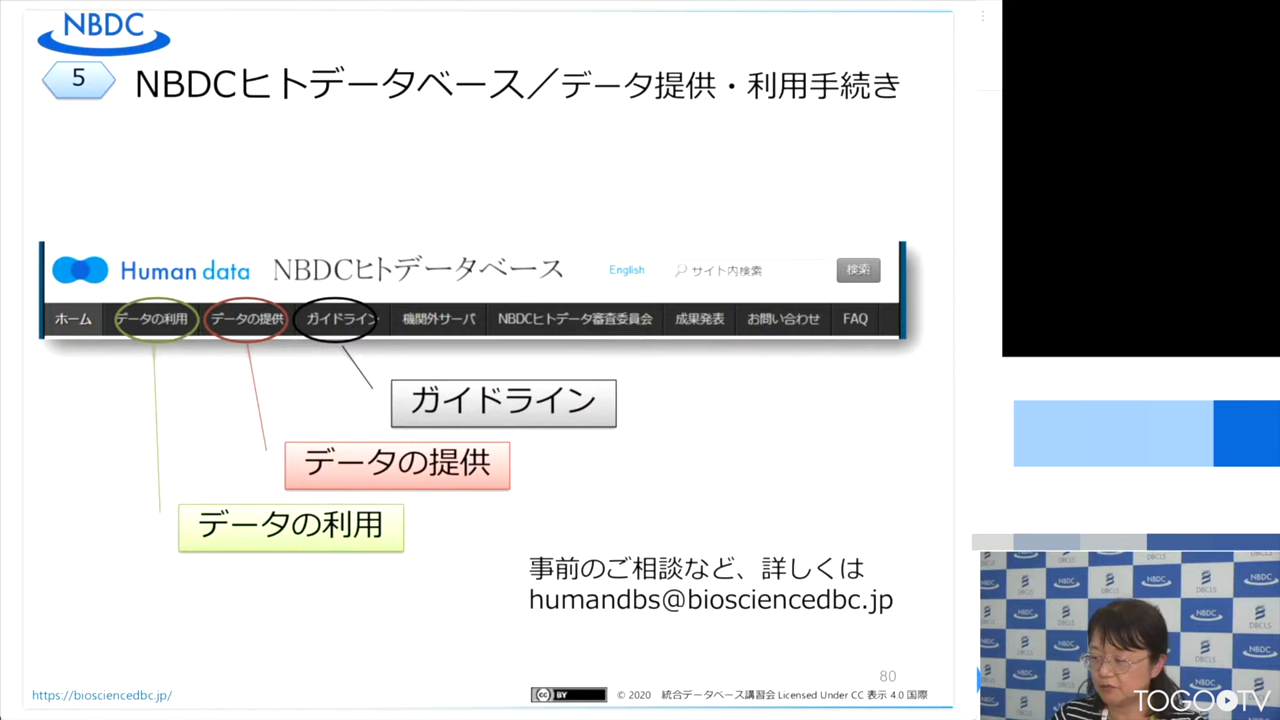 NBDC
5
NBDCヒトデータベース／データ提供・利用手続き
Human data NBDCヒトデータベース English サイト内検索 検索
ホーム データの利用 データの提供 ガイドライン 機関外サーバ NBDCヒトデータ審査委員会 成果発表 お問い合わせ FAQ
ガイドライン
データの提供
データの利用
事前のご相談など、詳しくは
humandbs@biosciencedbc.jp
80
https://biosciencedbc.jp/
cc BY © 2020 統合データベース講習会 Licensed Under CC 表示 4.0 国際
NBDC
DBCLS
TOGO TV